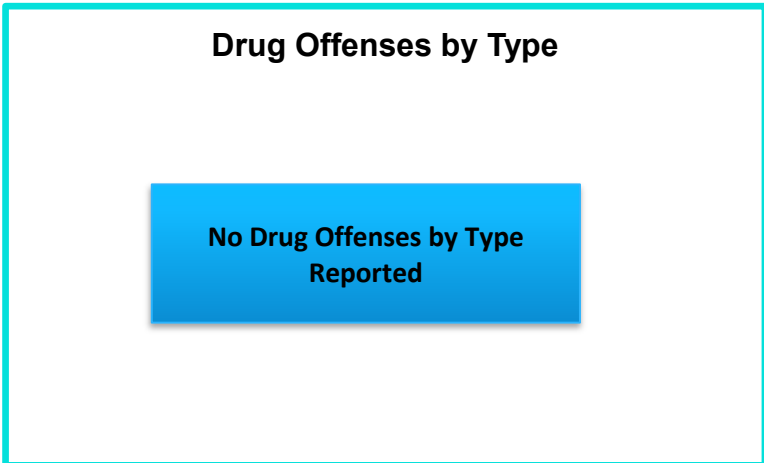 Drug Offenses by Type
No Drug Offenses by Type
Reported